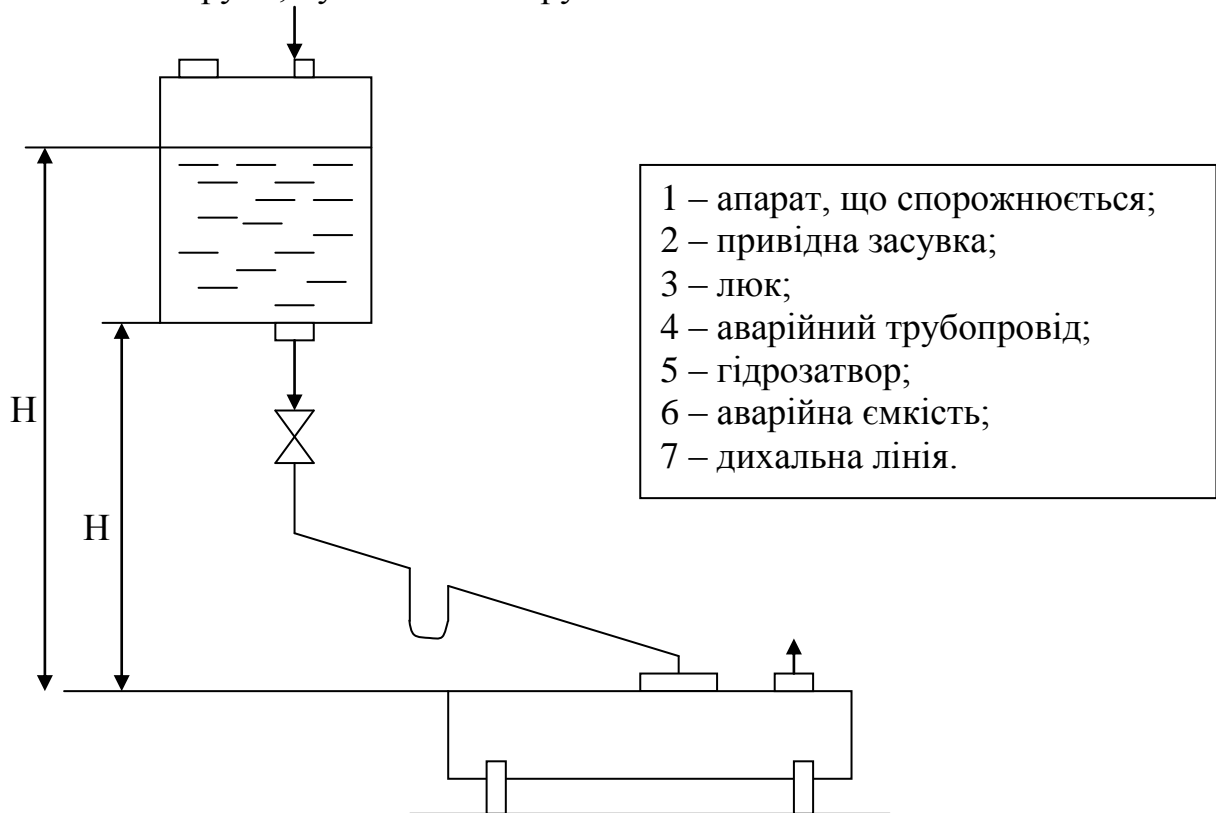 1 – апарат, що спорожнюється;
2 – привідна засувка;
3 – люк;
4 – аварійний трубопровід;
5 – гідрозатвор;
6 – аварійна ємкість;
7 – дихальна лінія.
Н
Н